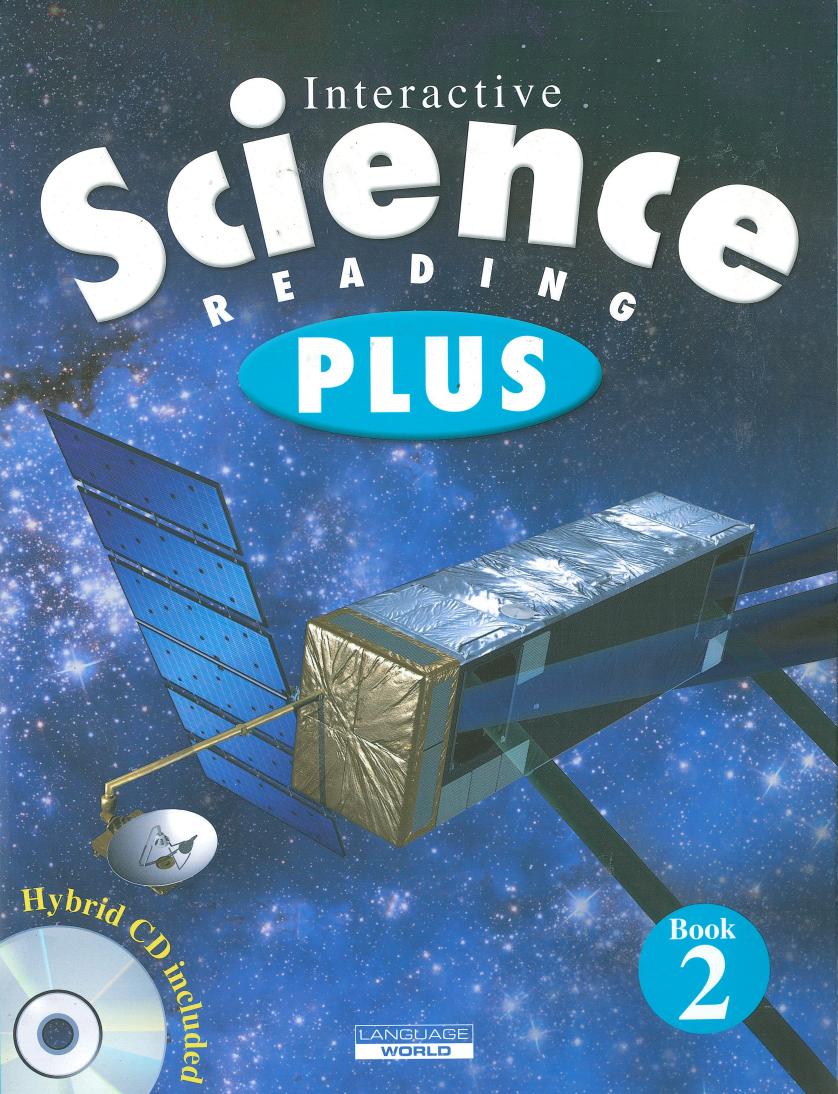 Interactive
Science
READING
PLUS
Hybrid CD included
Book
2
LANGUAGE
WORLD